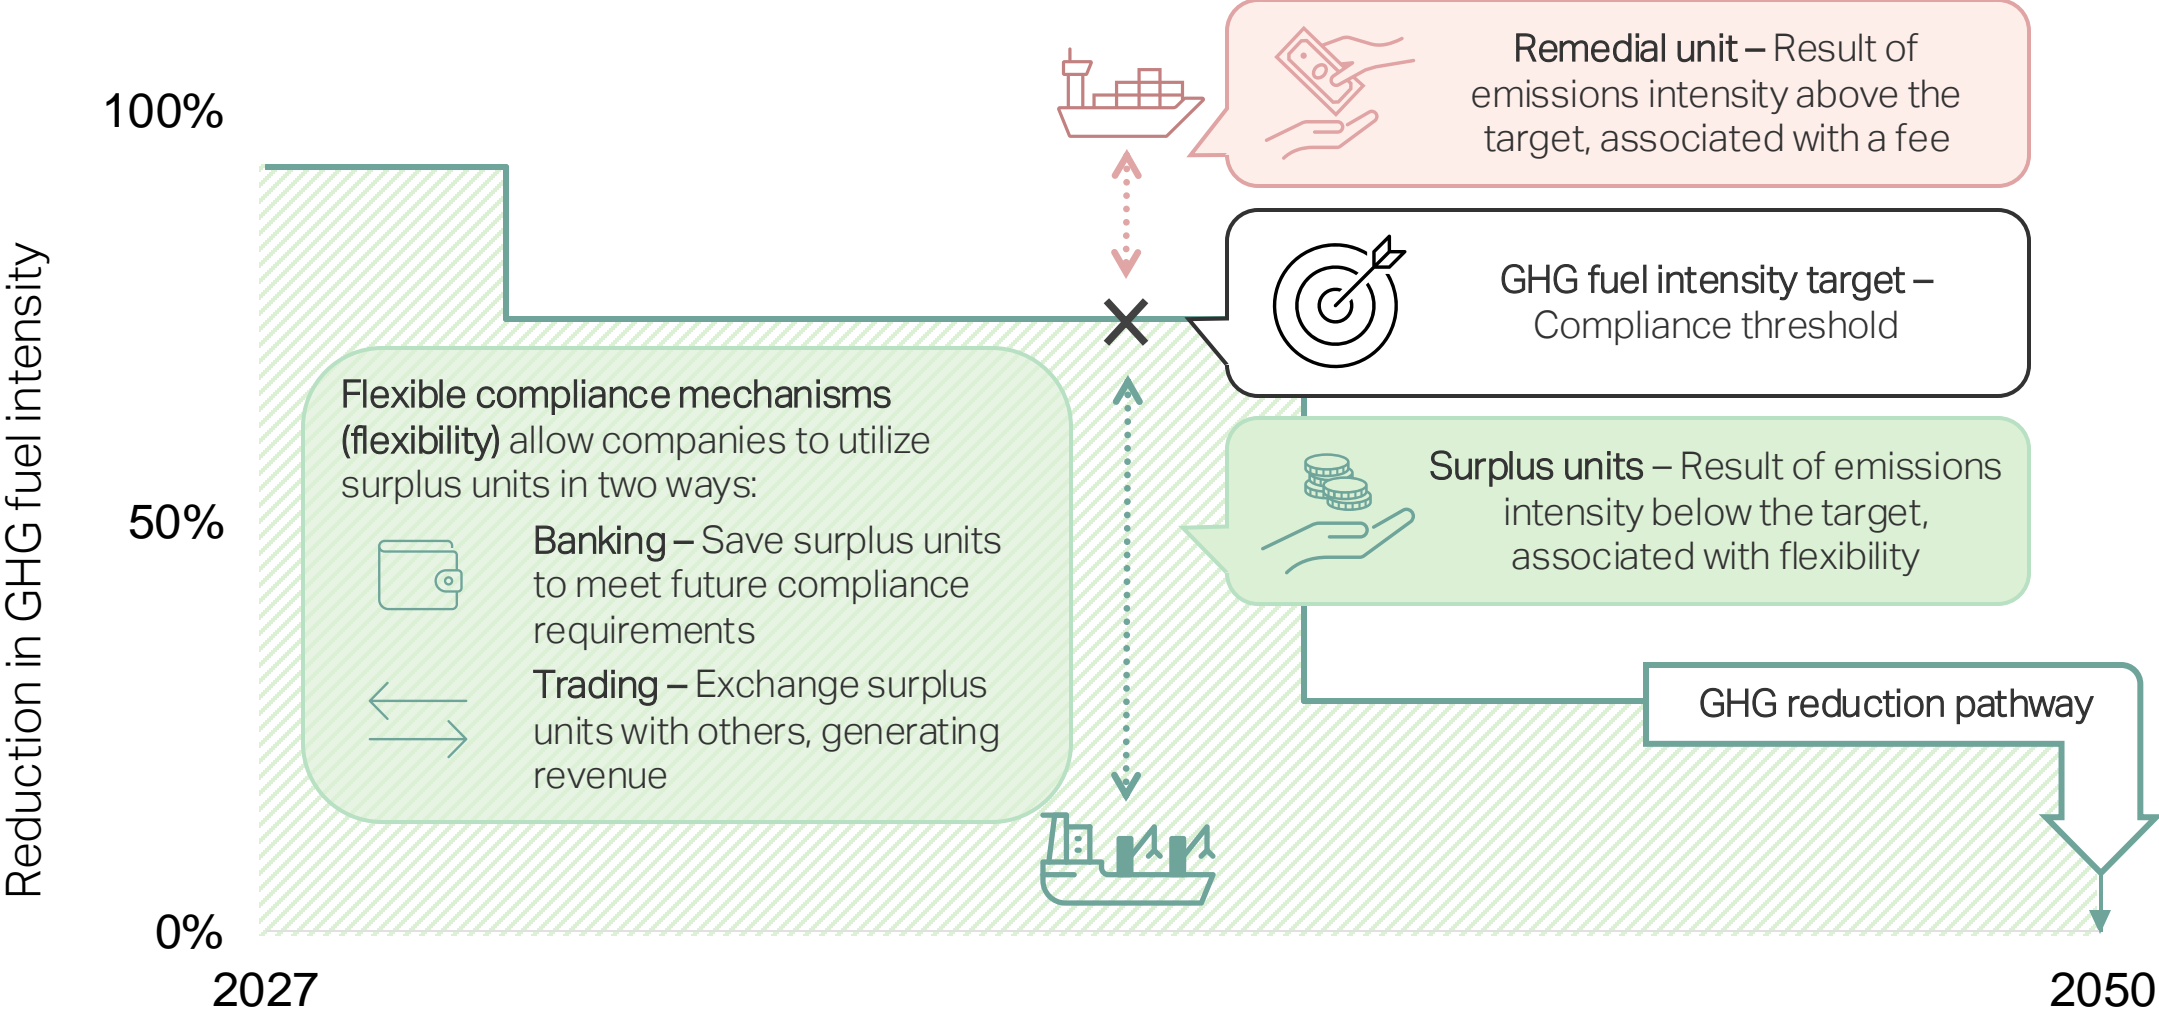 Reduction in GHG fuel intensity
100%
50%
0%
2027
2050
Remedial unit – Result of
emissions intensity above the
target, associated with a fee
GHG fuel intensity target –
Compliance threshold
Surplus units – Result of emissions
intensity below the target,
associated with flexibility
Flexible compliance mechanisms
(flexibility) allow companies to utilize
surplus units in two ways:
Banking – Save surplus units
to meet future compliance
requirements
Trading – Exchange surplus
units with others, generating
revenue
GHG reduction pathway